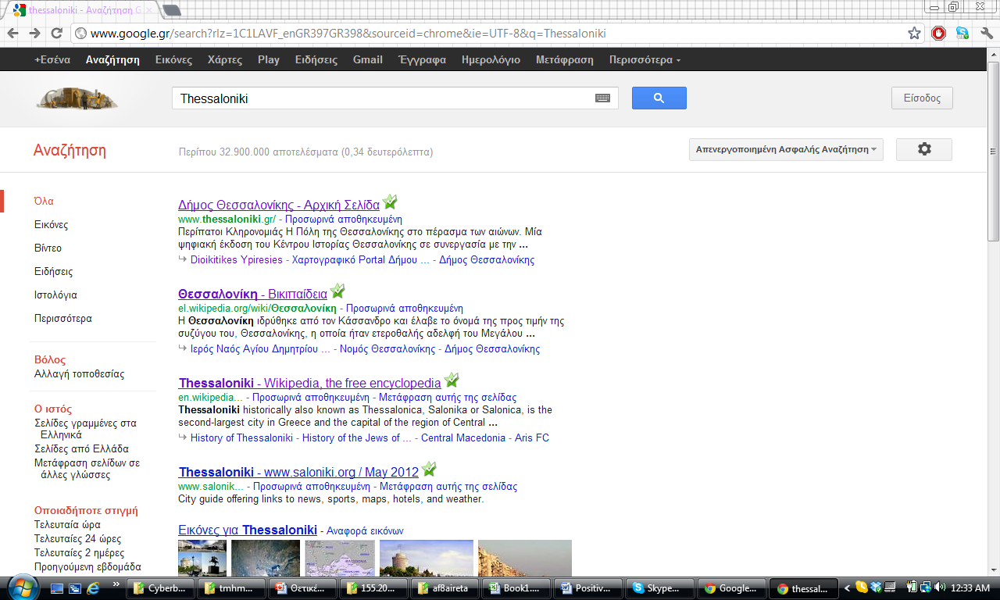 thessaloniki - Αναζήτηση G
www.google.gr/search?rlz=1C1LAVF_enGR397GR398&sourceid=chrome&ie=UTF-8&q=Thessaloniki
+Εσένα Αναζήτηση Εικόνες Χάρτες Play Ειδήσεις Gmail Έγγραφα Ημερολόγιο Μετάφραση Περισσότερα
Thessaloniki
Είσοδος
Αναζήτηση
Περίπου 32.900.000 αποτελέσματα (0,34 δευτερόλεπτα)
Απενεργοποιημένη Ασφαλής Αναζήτηση
Όλα
Εικόνες
Βίντεο
Ειδήσεις
Ιστολόγια
Περισσότερα
Βόλος
Αλλαγή τοποθεσίας
Ο ιστός
Σελίδες γραμμένες στα
Ελληνικά
Σελίδες από Ελλάδα
Μετάφραση σελίδων σε
άλλες γλώσσες
Οποιαδήποτε στιγμή
Τελευταία ώρα
Τελευταίες 24 ώρες
Τελευταίες 2 ημέρες
Προηγούμενη εβδομάδα
Δήμος Θεσσαλονίκης - Αρχική Σελίδα
www.thessaloniki.gr/ - Προσωρινά αποθηκευμένη
Περίπατοι Κληρονομιάς Η Πόλη της Θεσσαλονίκης στο πέρασμα των αιώνων. Μία
ψηφιακή έκδοση του Κέντρου Ιστορίας Θεσσαλονίκης σε συνεργασία με την ...
Dioikitikes Ypiresies - Χαρτογραφικό Portal Δήμου ... - Δήμος Θεσσαλονίκης
Θεσσαλονίκη - Βικιπαίδεια
el.wikipedia.org/wiki/Θεσσαλονίκη - Προσωρινά αποθηκευμένη
Η Θεσσαλονίκη ιδρύθηκε από τον Κάσσανδρο και έλαβε το όνομά της προς τιμήν της
συζύγου του, Θεσσαλονίκης, η οποία ήταν ετεροθαλής αδελφή του Μεγάλου ...
Ιερός Ναός Αγίου Δημητρίου ... - Νομός Θεσσαλονίκης - Δήμος Θεσσαλονίκης
Thessaloniki - Wikipedia, the free encyclopedia
en.wikipedia... - Προσωρινά αποθηκευμένη - Μετάφραση αυτής της σελίδας
Thessaloniki historically also known as Thessalonica, Salonika or Salonica, is the
second-largest city in Greece and the capital of the region of Central ...
History of Thessaloniki - History of the Jews of ... - Central Macedonia - Aris FC
Thessaloniki - www.saloniki.org / May 2012
www.salonik... - Προσωρινά αποθηκευμένη - Μετάφραση αυτής της σελίδας
City guide offering links to news, sports, maps, hotels, and weather.
Εικόνες για Thessaloniki - Αναφορά εικόνων
Cyberb... tmhm... Θετικέ... 155.20... af8aireta Book1.... Positiv... Skype... Google... thessal... 12:33 AM